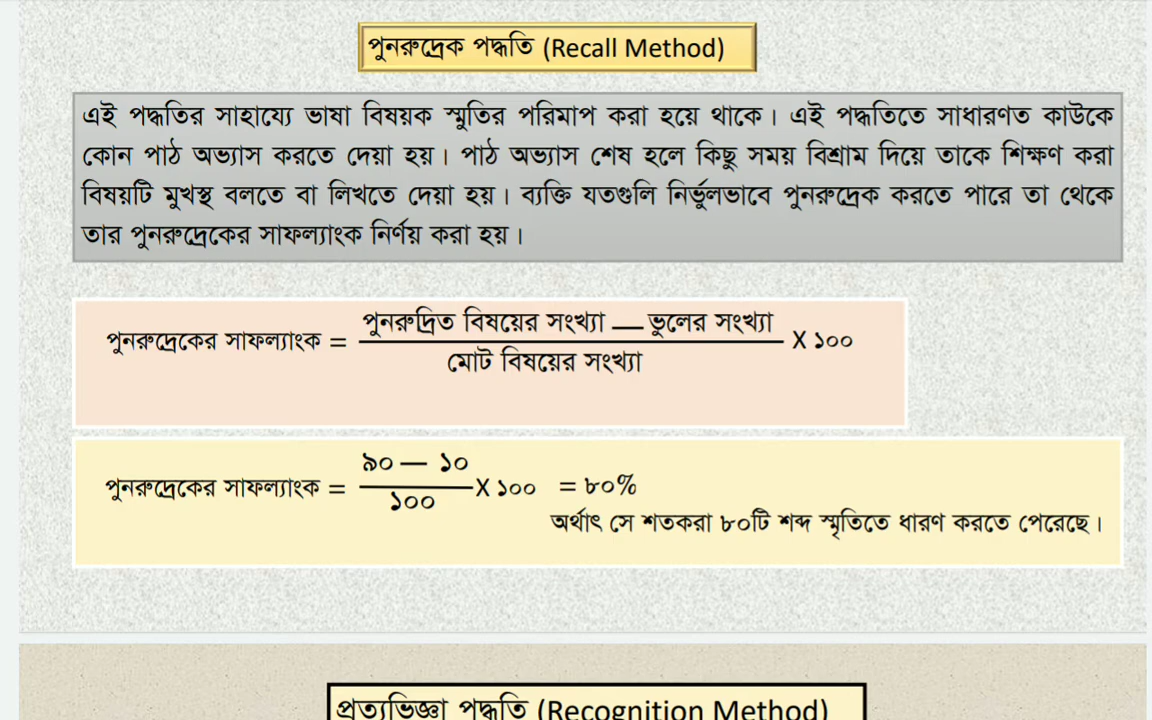 পুনরুদ্রেক পদ্ধতি (Recall Method)
এই পদ্ধতির সাহায্যে ভাষা বিষয়ক স্মৃতির পরিমাপ করা হয়ে থাকে। এই পদ্ধতিতে সাধারণত কাউকে
কোন পাঠ অভ্যাস করতে দেয়া হয়। পাঠ অভ্যাস শেষ হলে কিছু সময় বিশ্রাম দিয়ে তাকে শিক্ষণ করা
বিষয়টি মুখস্থ বলতে বা লিখতে দেয়া হয়। ব্যক্তি যতগুলি নির্ভুলভাবে পুনরুদ্রেক করতে পারে তা থেকে
তার পুনরুদ্রেকের সাফল্যাংক নির্ণয় করা হয়।
পুনরুদ্রিত বিষয়ের সংখ্যা — ভুলের সংখ্যা
পুনরুদ্রেকের সাফল্যাংক = X ১০০
মোট বিষয়ের সংখ্যা
৯০ — ১০
পুনরুদ্রেকের সাফল্যাংক = X ১০০ = ৮০%
১০০
অর্থাৎ সে শতকরা ৮০টি শব্দ স্মৃতিতে ধারণ করতে পেরেছে।
প্রত্যভিজ্ঞা পদ্ধতি (Recognition Method)